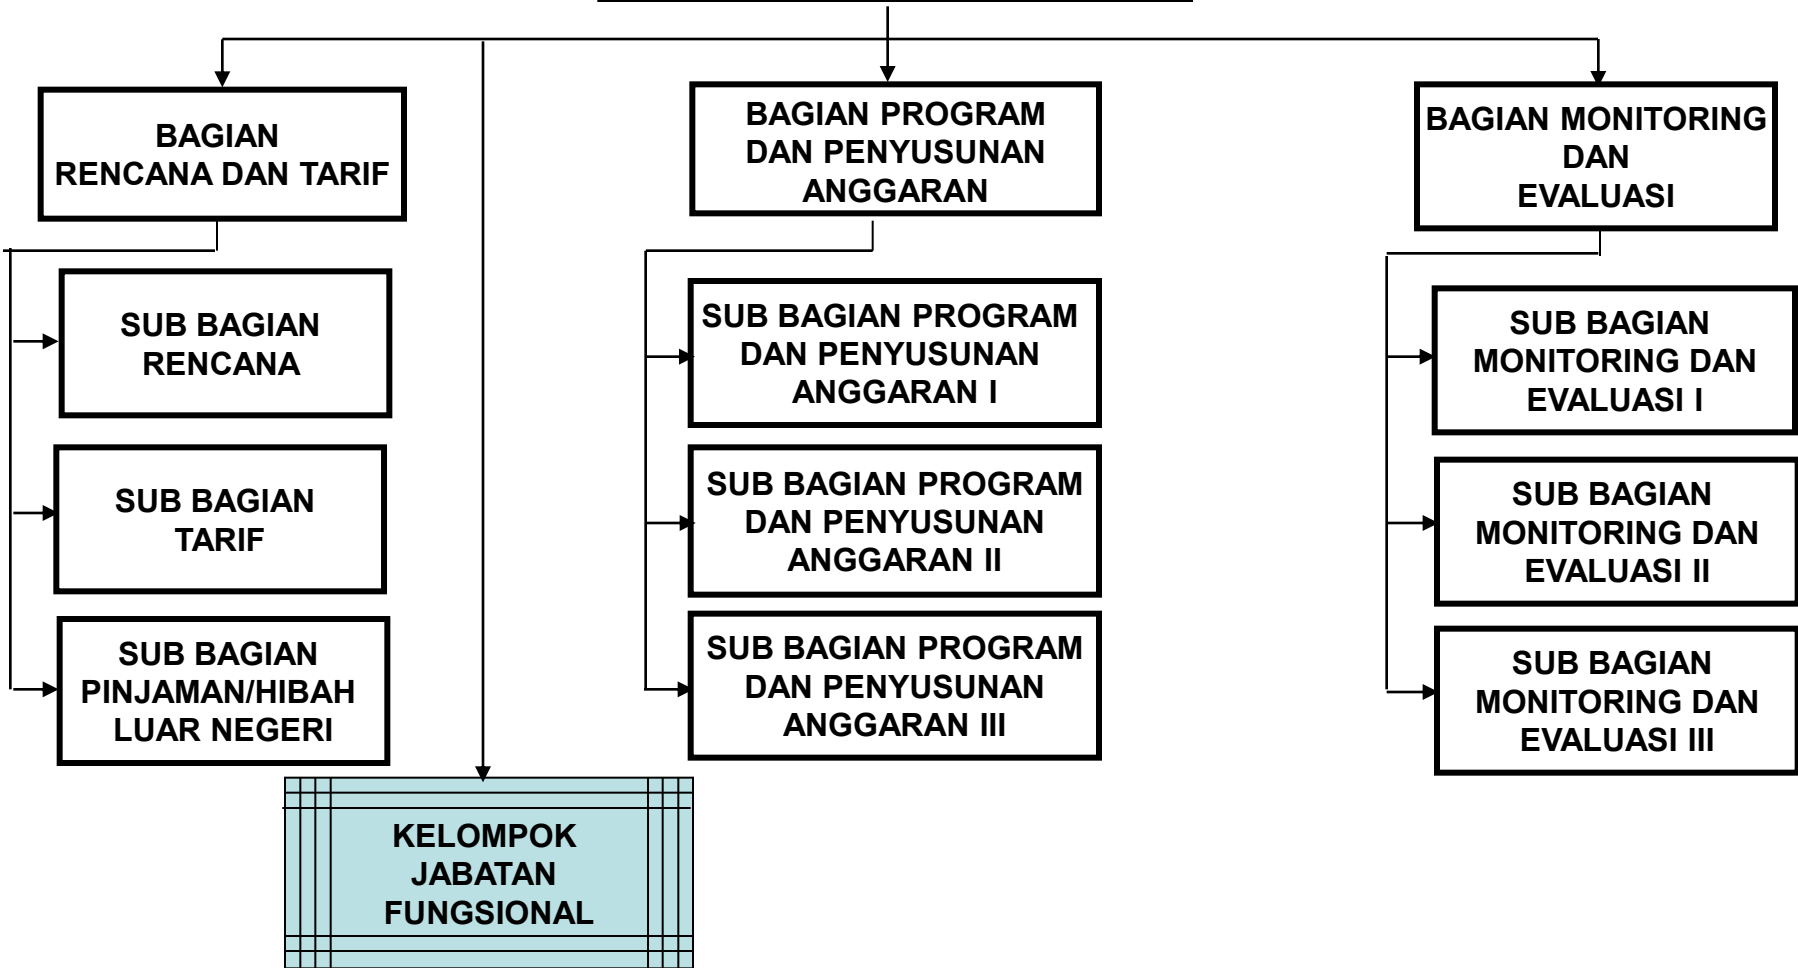 BAGIAN
RENCANA DAN TARIF
BAGIAN PROGRAM
DAN PENYUSUNAN
ANGGARAN
BAGIAN MONITORING
DAN
EVALUASI
SUB BAGIAN
RENCANA
SUB BAGIAN
TARIF
SUB BAGIAN
PINJAMAN/HIBAH
LUAR NEGERI
SUB BAGIAN PROGRAM
DAN PENYUSUNAN
ANGGARAN I
SUB BAGIAN PROGRAM
DAN PENYUSUNAN
ANGGARAN II
SUB BAGIAN PROGRAM
DAN PENYUSUNAN
ANGGARAN III
SUB BAGIAN
MONITORING DAN
EVALUASI I
SUB BAGIAN
MONITORING DAN
EVALUASI II
SUB BAGIAN
MONITORING DAN
EVALUASI III
KELOMPOK
JABATAN
FUNGSIONAL